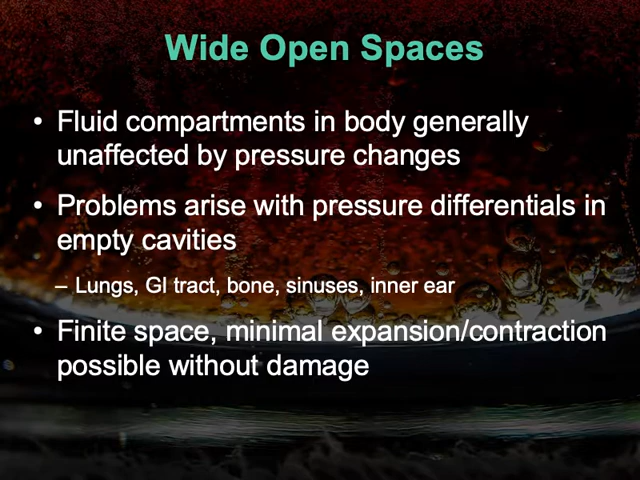 Wide Open Spaces
• Fluid compartments in body generally
unaffected by pressure changes
• Problems arise with pressure differentials in
empty cavities
– Lungs, GI tract, bone, sinuses, inner ear
• Finite space, minimal expansion/contraction
possible without damage